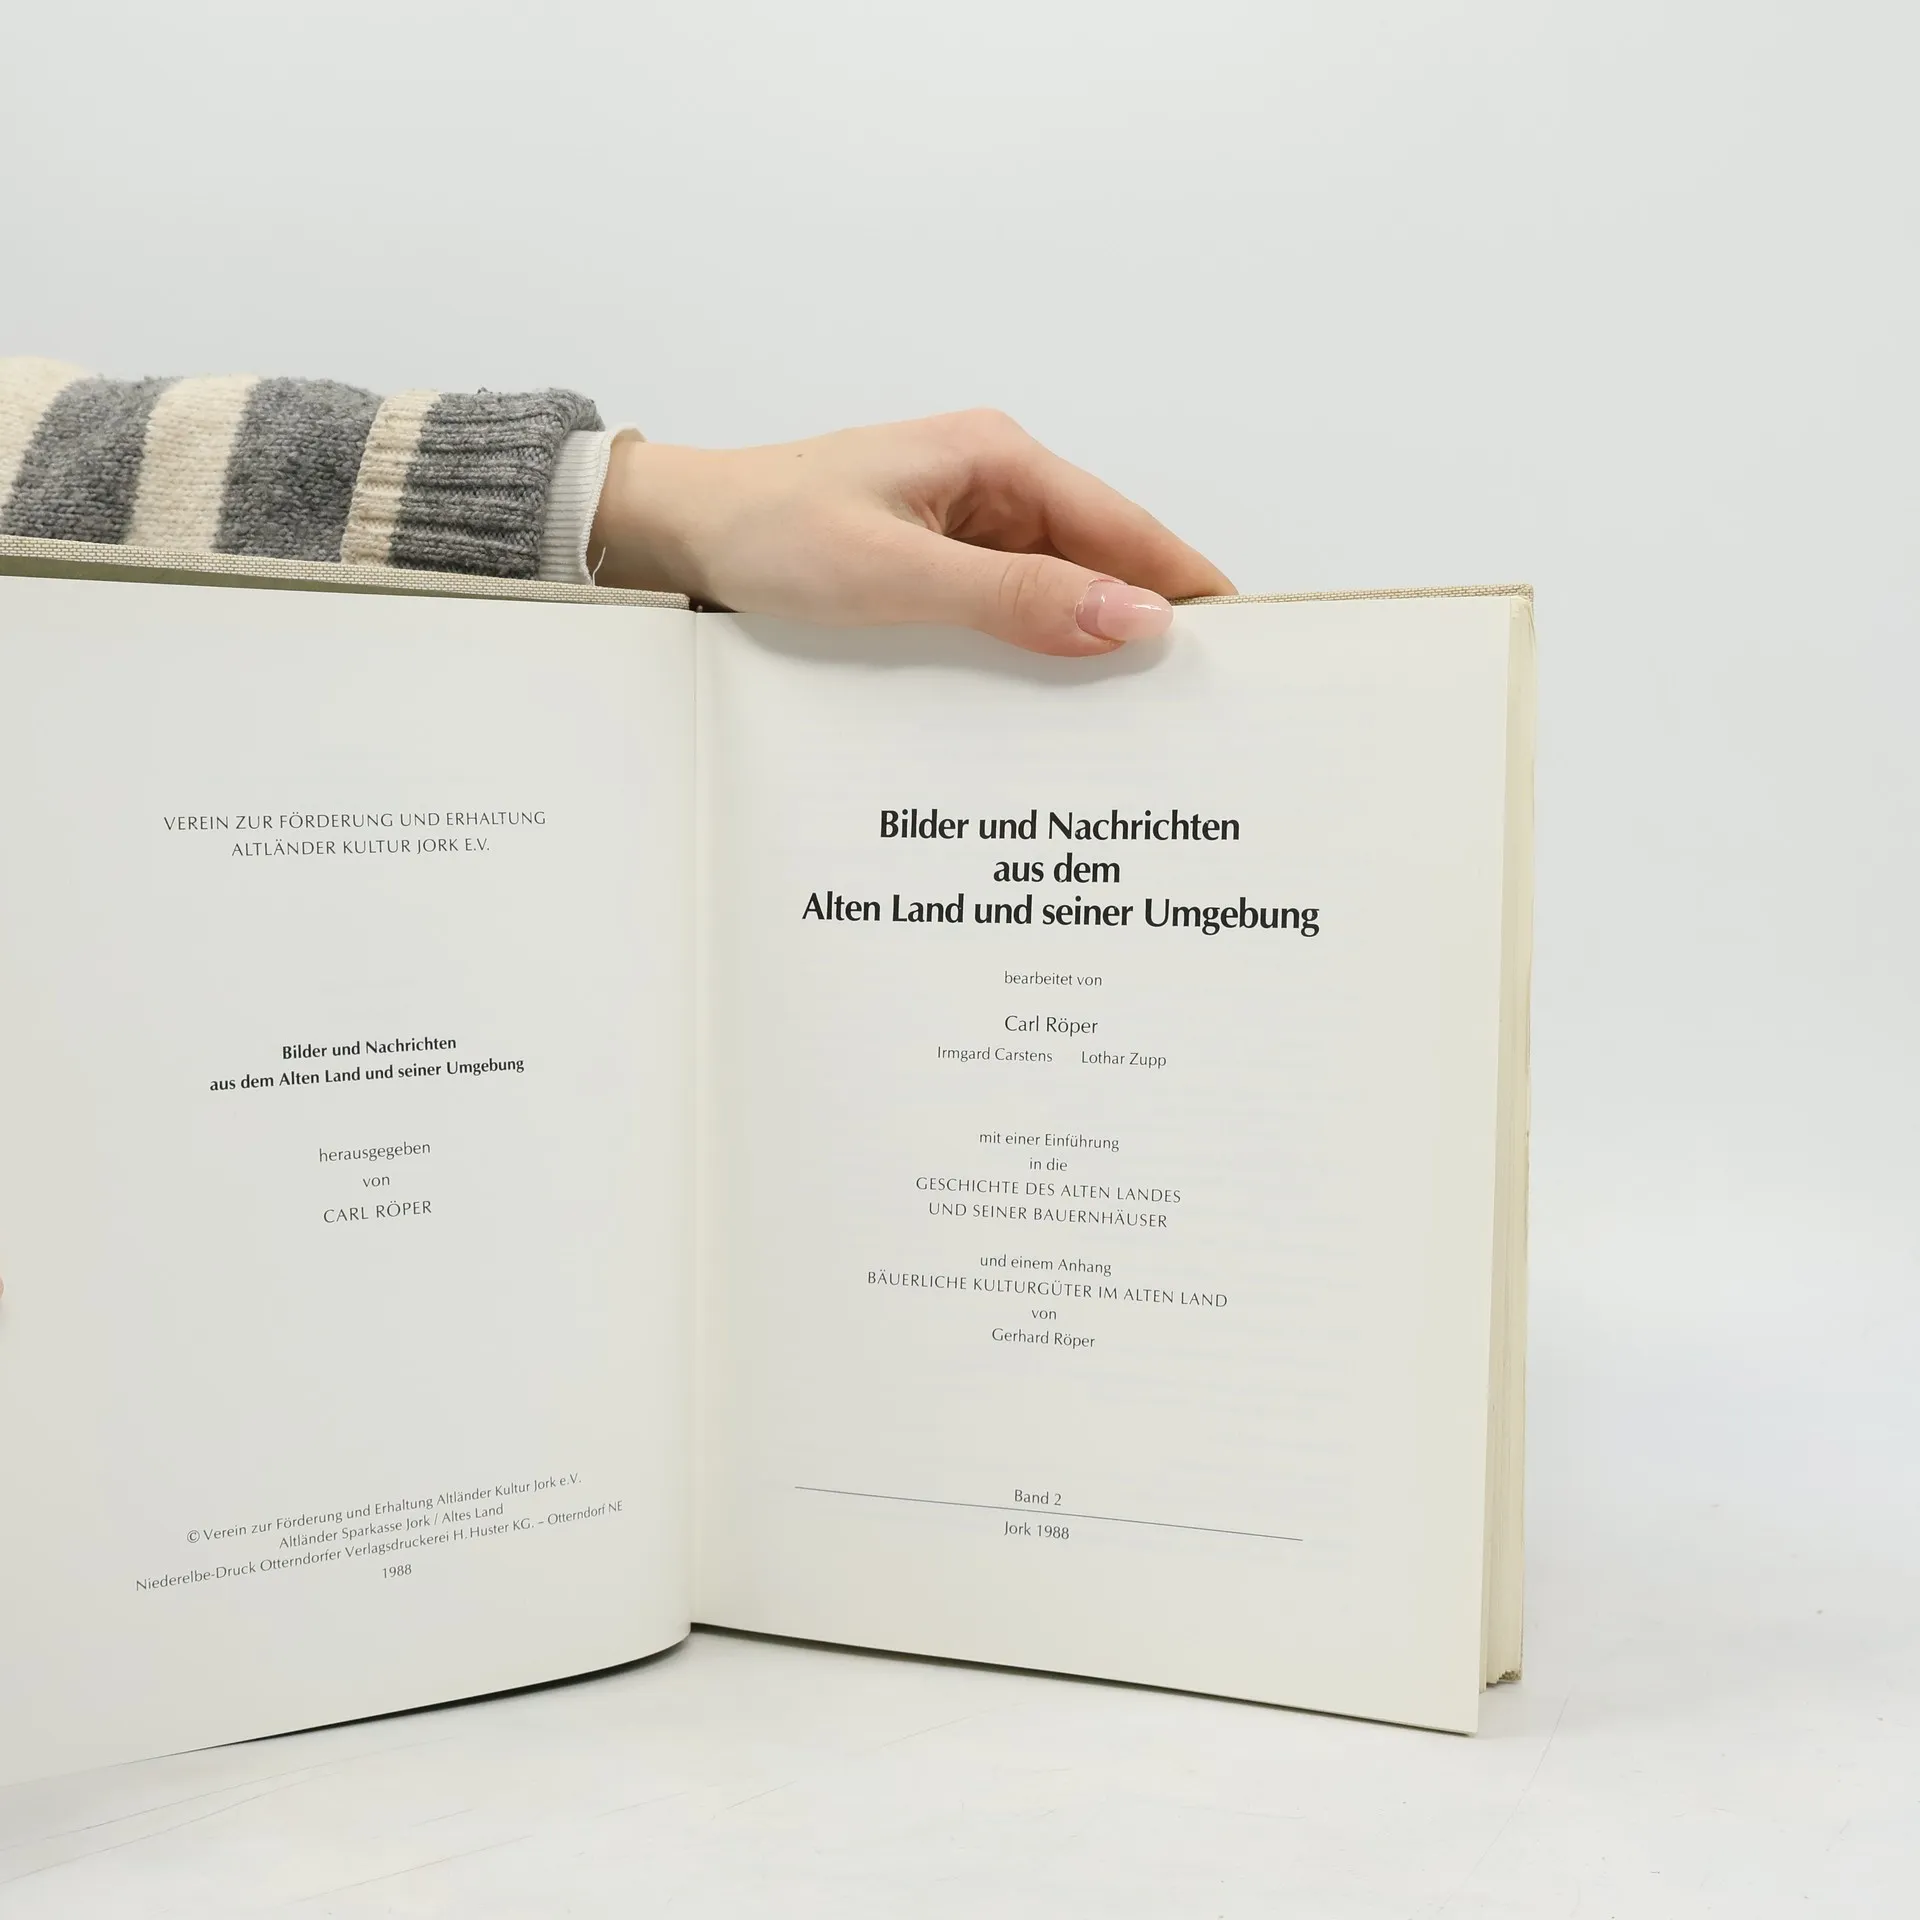 VEREIN ZUR FÖRDERUNG UND ERHALTUNG
ALTLÄNDER KULTUR JORK E.V.
Bilder und Nachrichten
aus dem Alten Land und seiner Umgebung
herausgegeben
von
CARL RÖPER
© Verein zur Förderung und Erhaltung Altländer Kultur Jork e.V.
Altländer Sparkasse Jork / Altes Land
Niederelbe-Druck Otterndorfer Verlagsdruckerei H. Huster KG. – Otterndorf NE
1988
Bilder und Nachrichten
aus dem
Alten Land und seiner Umgebung
bearbeitet von
Carl Röper
Irmgard Carstens Lothar Zupp
mit einer Einführung
in die
GESCHICHTE DES ALTEN LANDES
UND SEINER BAUERNHÄUSER
und einem Anhang
BÄUERLICHE KULTURGÜTER IM ALTEN LAND
von
Gerhard Röper
Band 2
Jork 1988